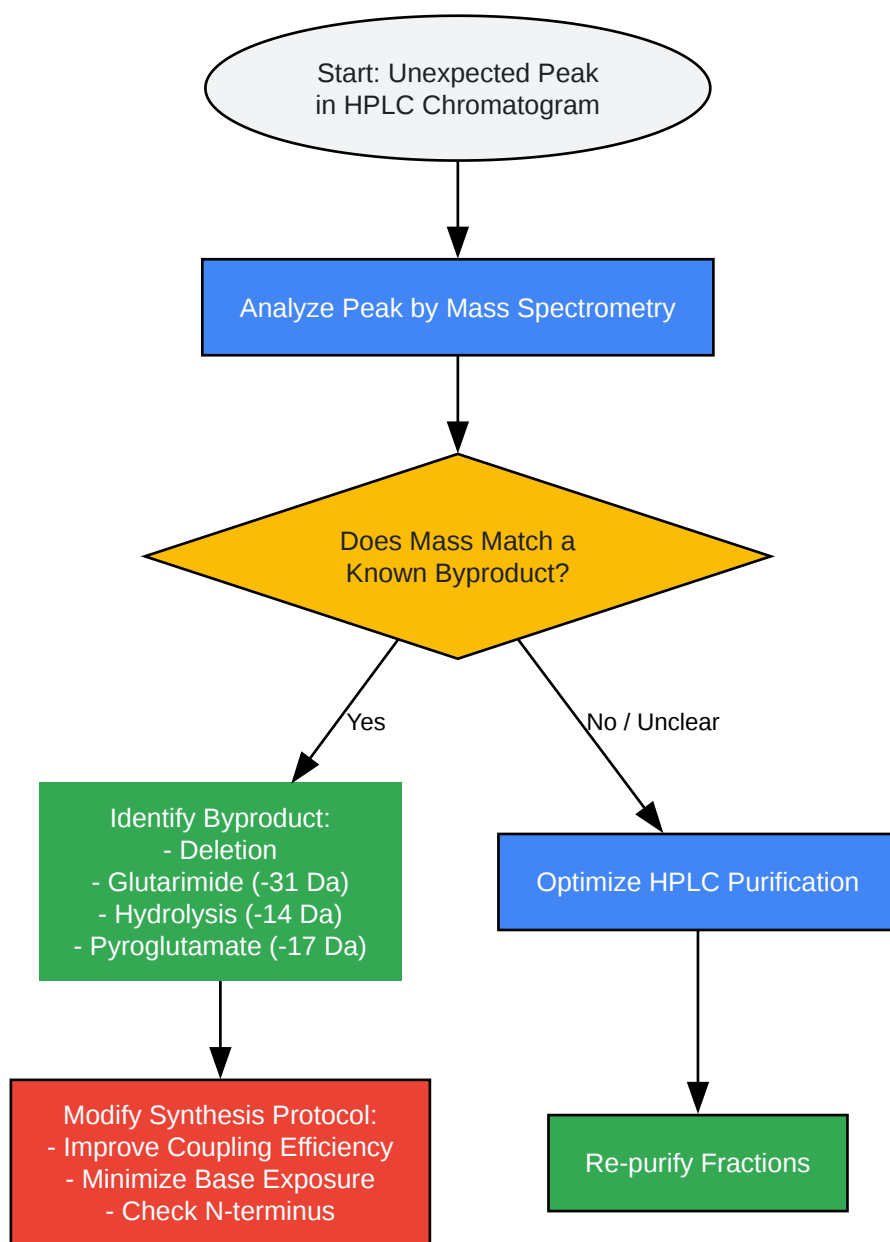 Start: Unexpected Peak
in HPLC Chromatogram
Analyze Peak by Mass Spectrometry
Does Mass Match a
Known Byproduct?
Yes
No / Unclear
Identify Byproduct:
- Deletion
- Glutarimide (-31 Da)
- Hydrolysis (-14 Da)
- Pyroglutamate (-17 Da)
Optimize HPLC Purification
Modify Synthesis Protocol:
- Improve Coupling Efficiency
- Minimize Base Exposure
- Check N-terminus
Re-purify Fractions